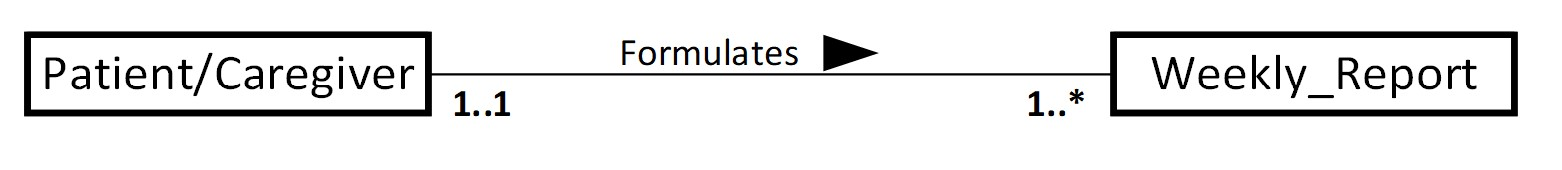 Formulates
Patient/Caregiver
Weekly_Report
1..1
1..*